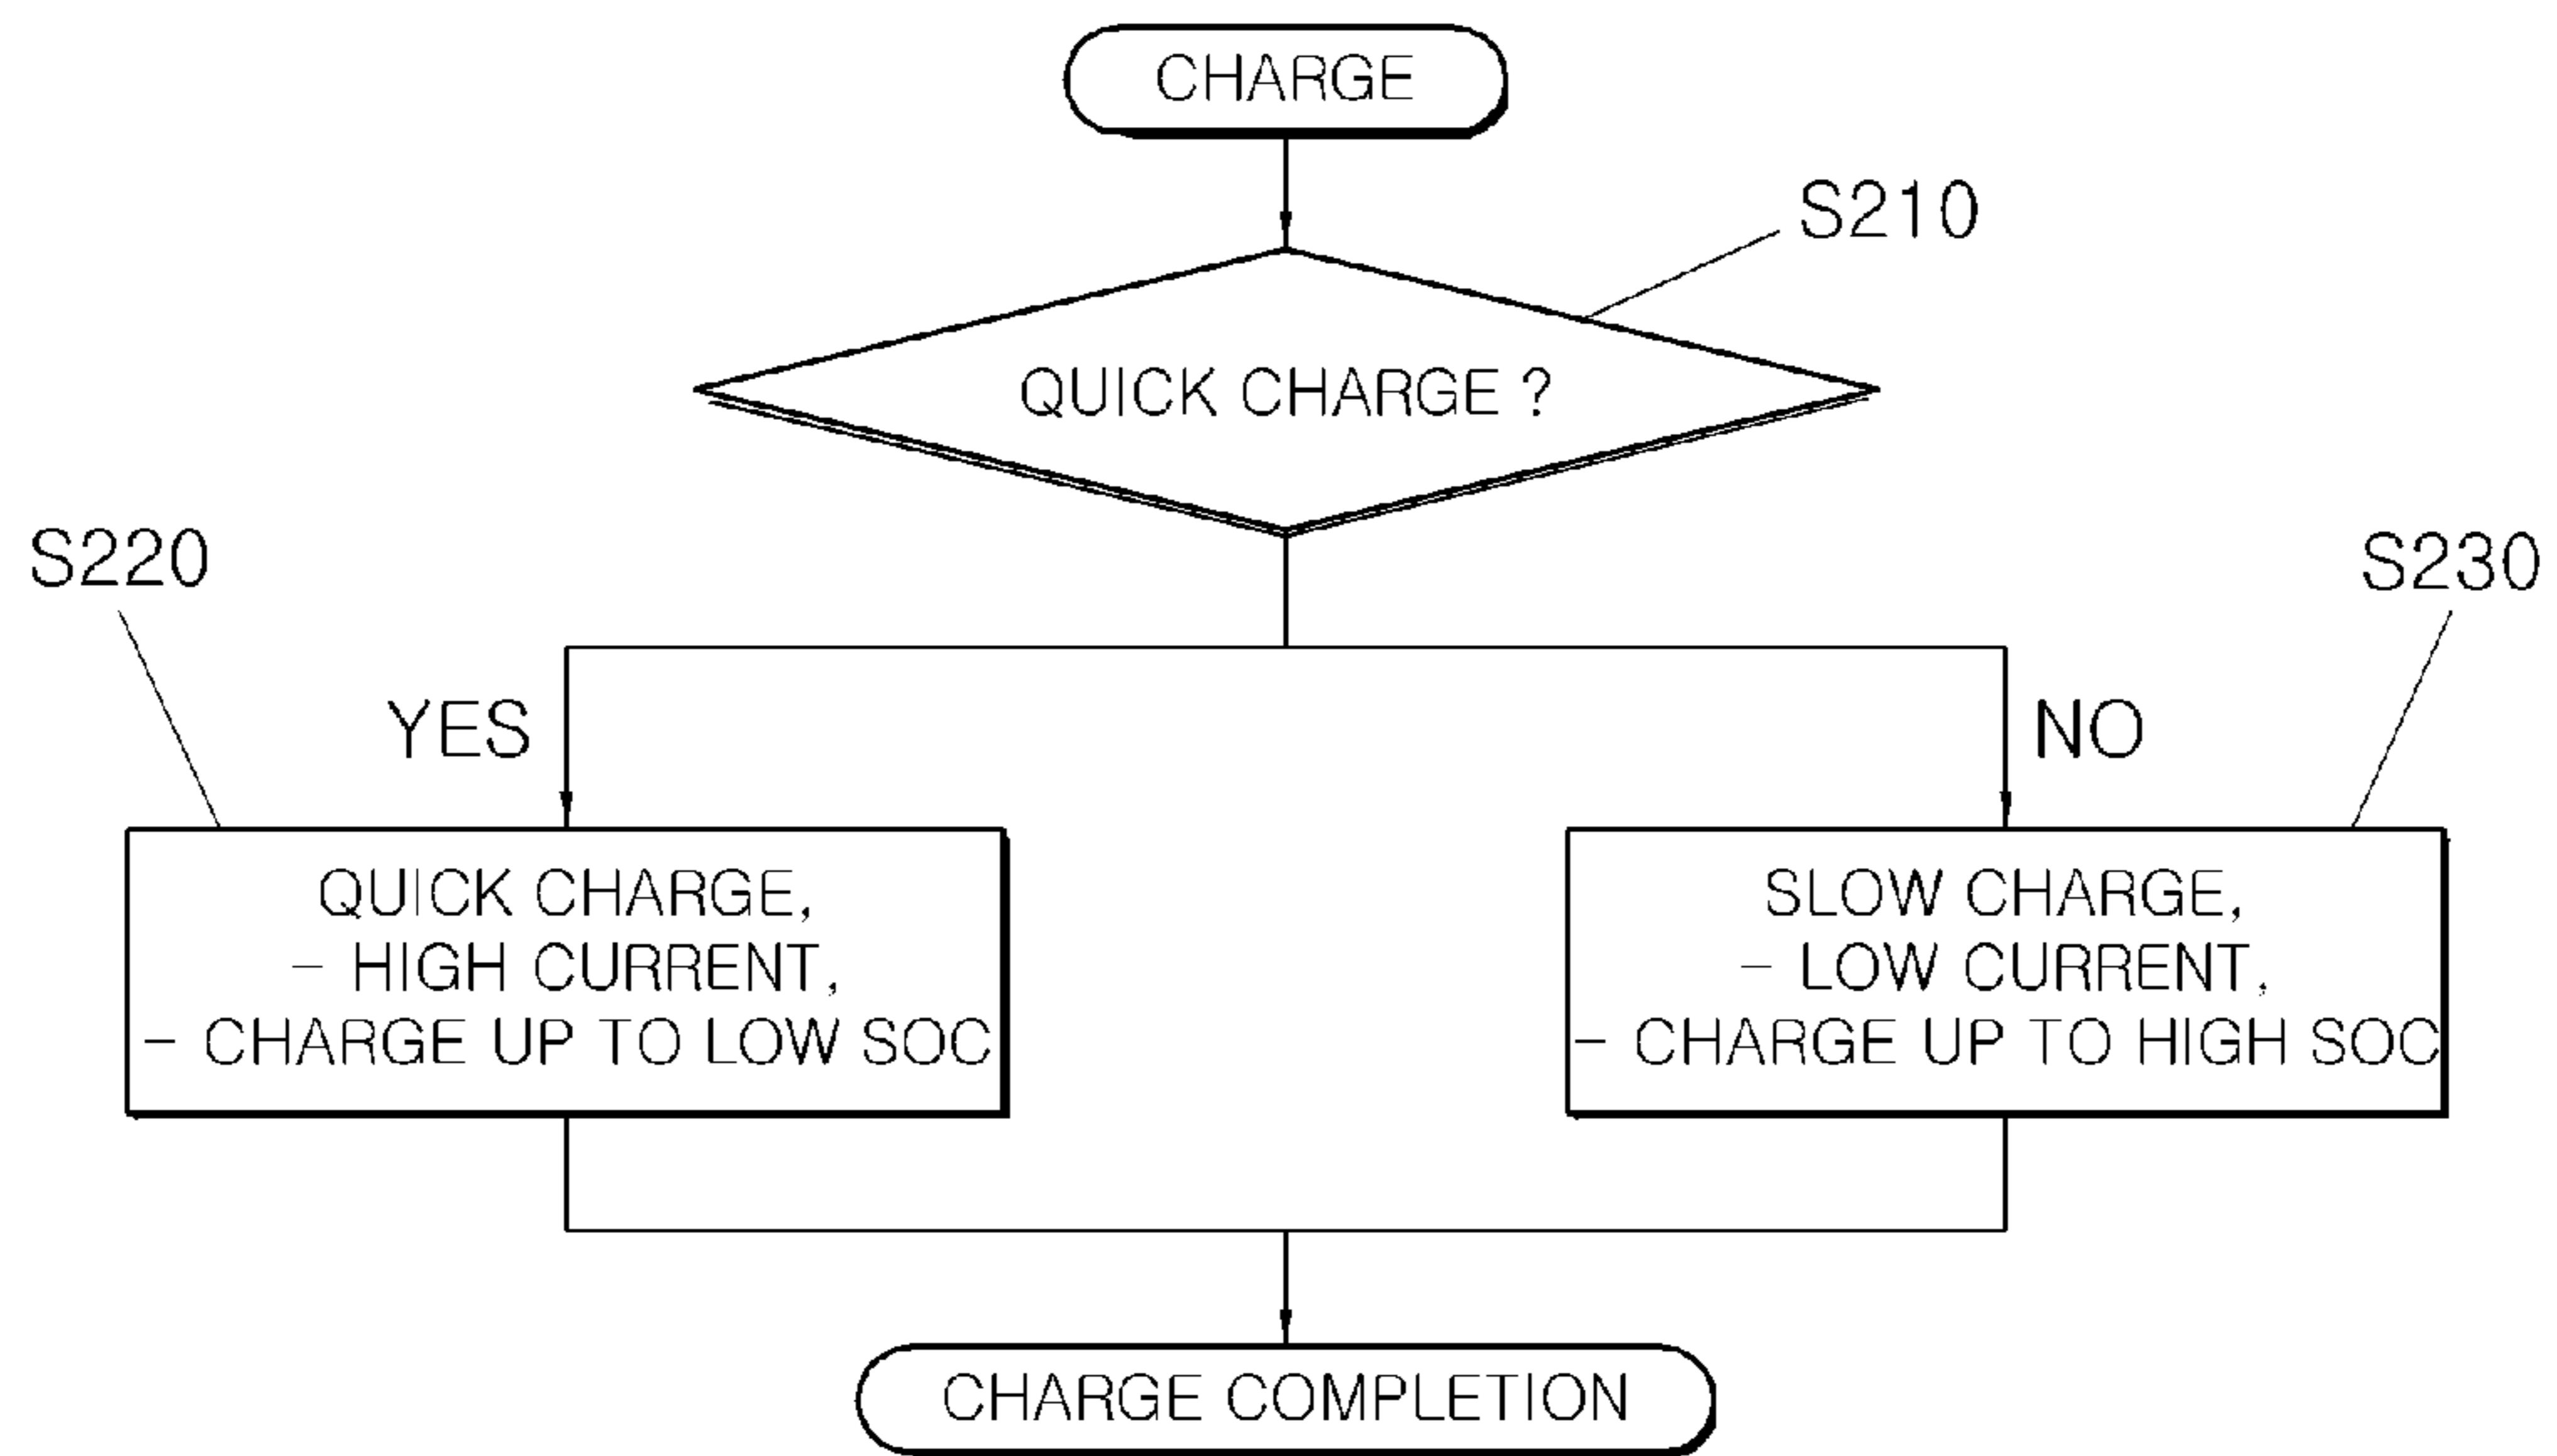 CHARGE
S210
QUICK CHARGE ?
S220
S230
YES
NO
QUICK CHARGE,
- HIGH CURRENT,
- CHARGE UP TO LOW SOC
SLOW CHARGE,
- LOW CURRENT,
- CHARGE UP TO HIGH SOC
CHARGE COMPLETION